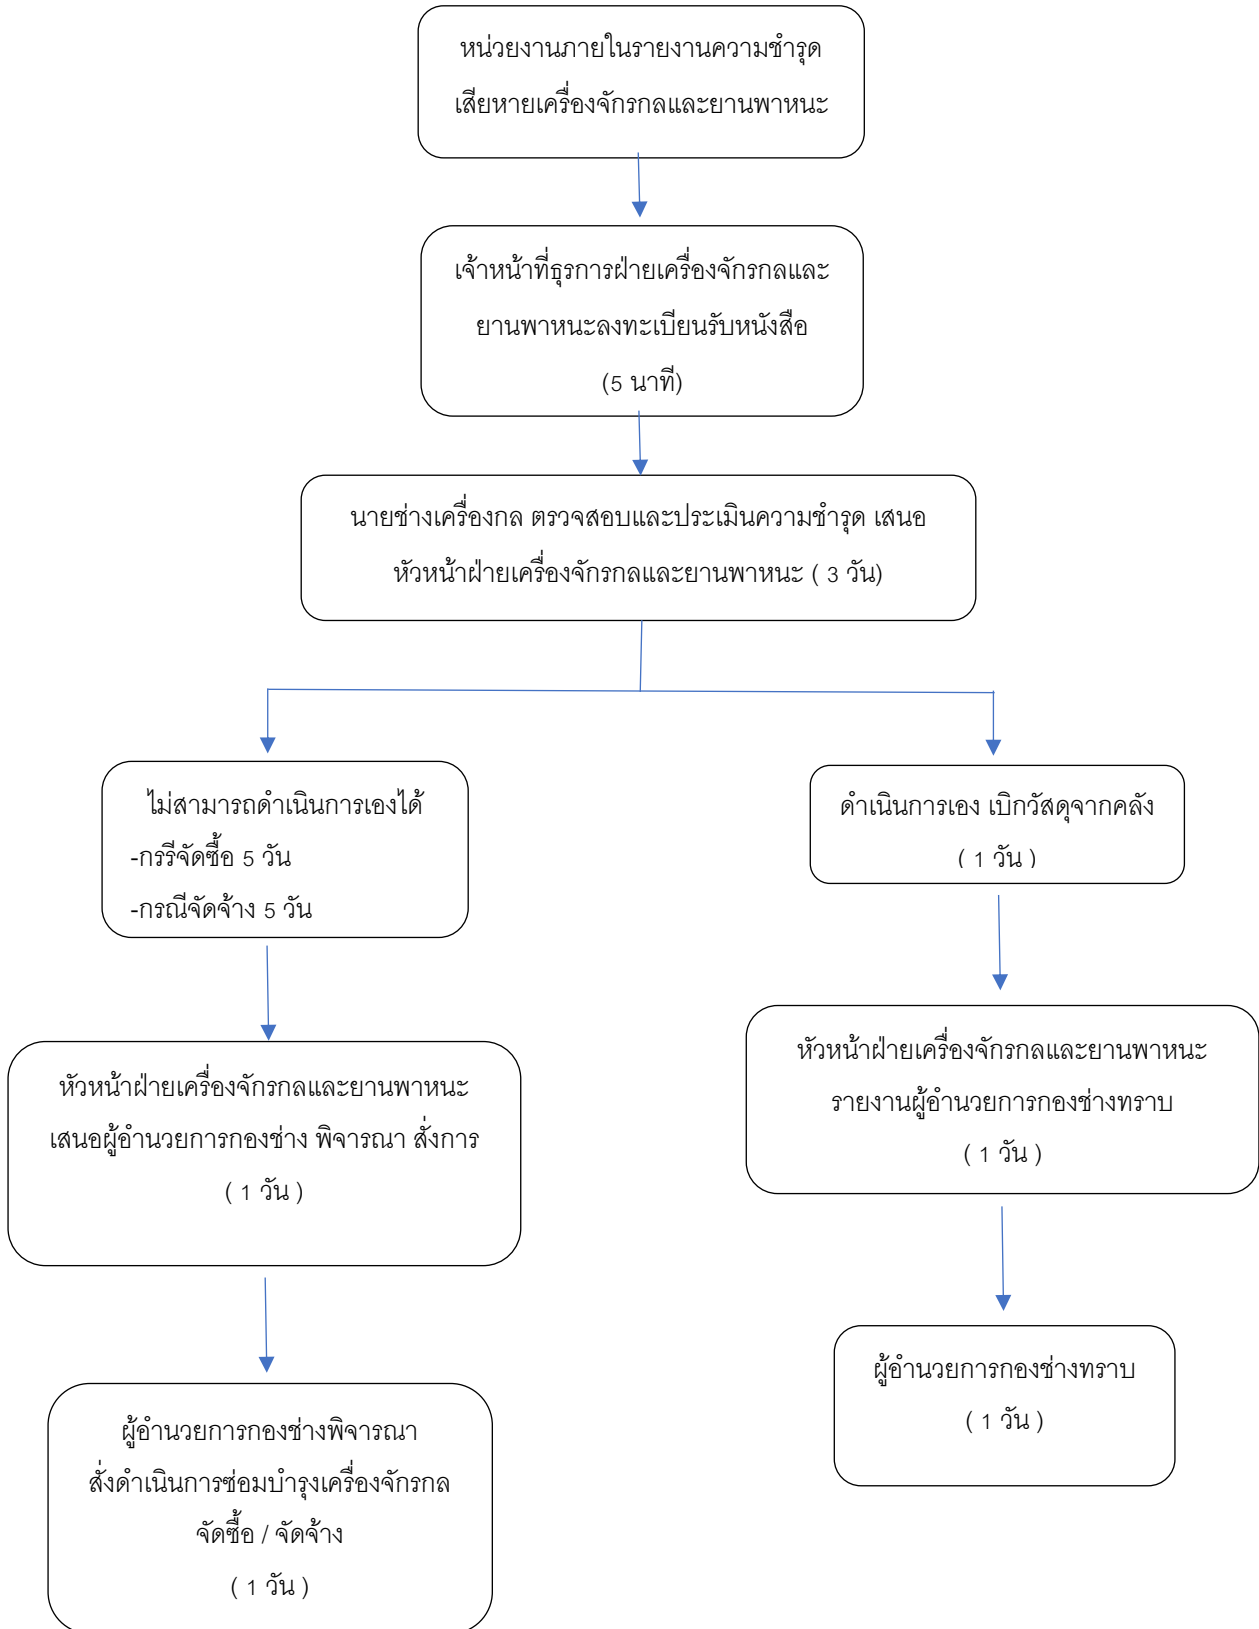 หน่วยงานภายในรายงานความชำรุด
เสียหายเครื่องจักรกลและยานพาหนะ
เจ้าหน้าที่ธุรการฝ่ายเครื่องจักรกลและ
ยานพาหนะลงทะเบียนรับหนังสือ
(5 นาที)
นายช่างเครื่องกล ตรวจสอบและประเมินความชำรุด เสนอ
หัวหน้าฝ่ายเครื่องจักรกลและยานพาหนะ ( 3 วัน)
ไม่สามารถดำเนินการเองได้
-กรรีจัดซื้อ 5 วัน
-กรณีจัดจ้าง 5 วัน
ดำเนินการเอง เบิกวัสดุจากคลัง
( 1 วัน )
หัวหน้าฝ่ายเครื่องจักรกลและยานพาหนะ
เสนอผู้อำนวยการกองช่าง พิจารณา สั่งการ
( 1 วัน )
หัวหน้าฝ่ายเครื่องจักรกลและยานพาหนะ
รายงานผู้อำนวยการกองช่างทราบ
( 1 วัน )
ผู้อำนวยการกองช่างพิจารณา
สั่งดำเนินการซ่อมบำรุงเครื่องจักรกล
จัดซื้อ / จัดจ้าง
( 1 วัน )
ผู้อำนวยการกองช่างทราบ
( 1 วัน )